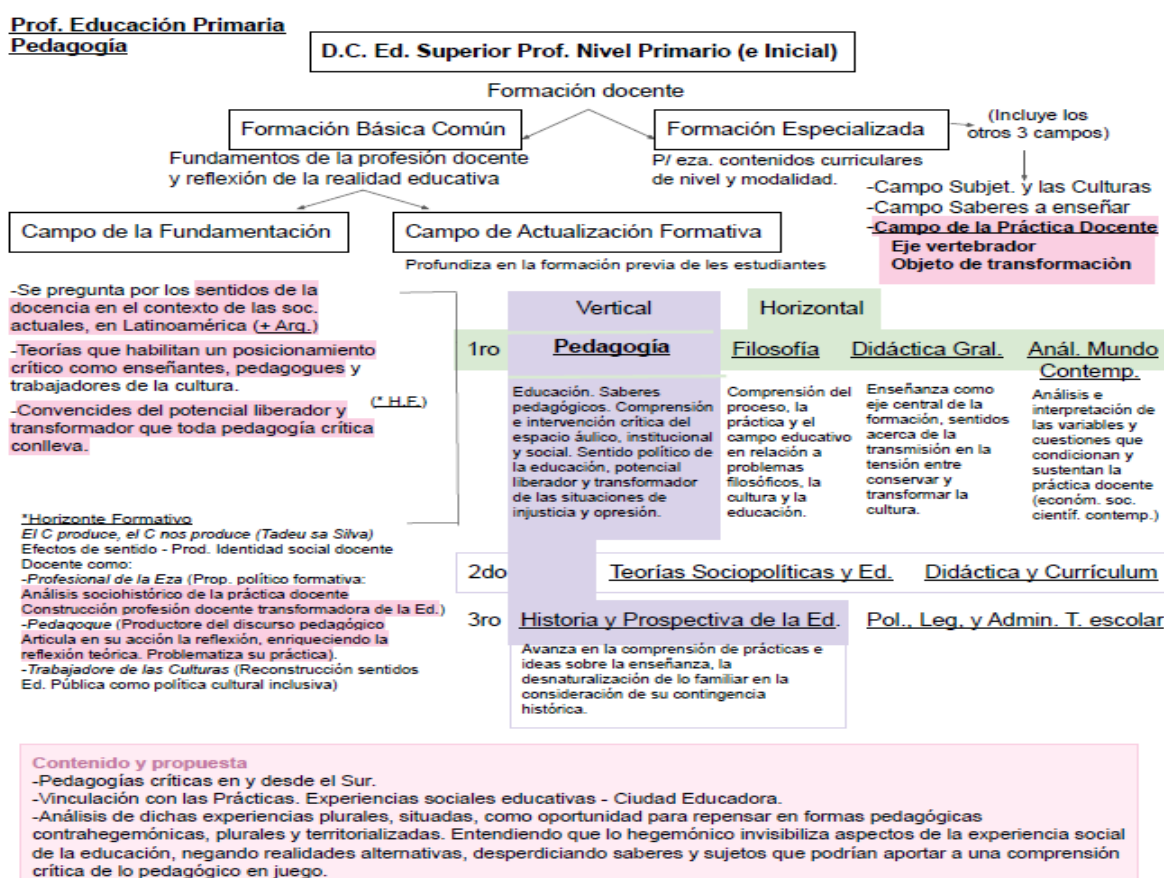 Prof. Educación Primaria
Pedagogía
D.C. Ed. Superior Prof. Nivel Primario (e Inicial)
Formación docente
Formación Básica Común
Formación Especializada
(Incluye los
otros 3 campos)
Fundamentos de la profesión docente
y reflexión de la realidad educativa
P/ eza. contenidos curriculares
de nivel y modalidad.
-Campo Subjet. y las Culturas
-Campo Saberes a enseñar
-Campo de la Práctica Docente
Eje vertebrador
Objeto de transformaciòn
Campo de la Fundamentación
Campo de Actualización Formativa
Profundiza en la formación previa de les estudiantes
-Se pregunta por los sentidos de la
docencia en el contexto de las soc.
actuales, en Latinoamérica (+ Arg.)
-Teorías que habilitan un posicionamiento
crítico como enseñantes, pedagogues y
trabajadores de la cultura.
-Convencides del potencial liberador y
transformador que toda pedagogía crítica
conlleva.
(* H.F.)
Vertical
Horizontal
1ro
Pedagogía
Filosofía
Didáctica Gral.
Anál. Mundo
Contemp.
Educación. Saberes
pedagógicos. Comprensión
e intervención crítica del
espacio áulico, institucional
y social. Sentido político de
la educación, potencial
liberador y transformador
de las situaciones de
injusticia y opresión.
Comprensión del
proceso, la
práctica y el
campo educativo
en relación a
problemas
filosóficos, la
cultura y la
educación.
Enseñanza como
eje central de la
formación, sentidos
acerca de la
transmisión en la
tensión entre
conservar y
transformar la
cultura.
Análisis e
interpretación de
las variables y
cuestiones que
condicionan y
sustentan la
práctica docente
(económ. soc.
científ. contemp.)
*Horizonte Formativo
El C produce, el C nos produce (Tadeu sa Silva)
Efectos de sentido - Prod. Identidad social docente
Docente como:
-Profesional de la Eza (Prop. político formativa:
Análisis sociohistórico de la práctica docente
Construcción profesión docente transformadora de la Ed.)
-Pedagogue (Productore del discurso pedagógico
Articula en su acción la reflexión, enriqueciendo la
reflexión teórica. Problematiza su práctica).
-Trabajadore de las Culturas (Reconstrucción sentidos
Ed. Pública como política cultural inclusiva)
2do
Teorías Sociopolíticas y Ed.
Didáctica y Currículum
3ro
Historia y Prospectiva de la Ed.
Pol., Leg, y Admin. T. escolar
Avanza en la comprensión de prácticas e
ideas sobre la enseñanza, la
desnaturalización de lo familiar en la
consideración de su contingencia
histórica.
Contenido y propuesta
-Pedagogías críticas en y desde el Sur.
-Vinculación con las Prácticas. Experiencias sociales educativas - Ciudad Educadora.
-Análisis de dichas experiencias plurales, situadas, como oportunidad para repensar en formas pedagógicas
contrahegemónicas, plurales y territorializadas. Entendiendo que lo hegemónico invisibiliza aspectos de la experiencia social
de la educación, negando realidades alternativas, desperdiciando saberes y sujetos que podrían aportar a una comprensión
crítica de lo pedagógico en juego.